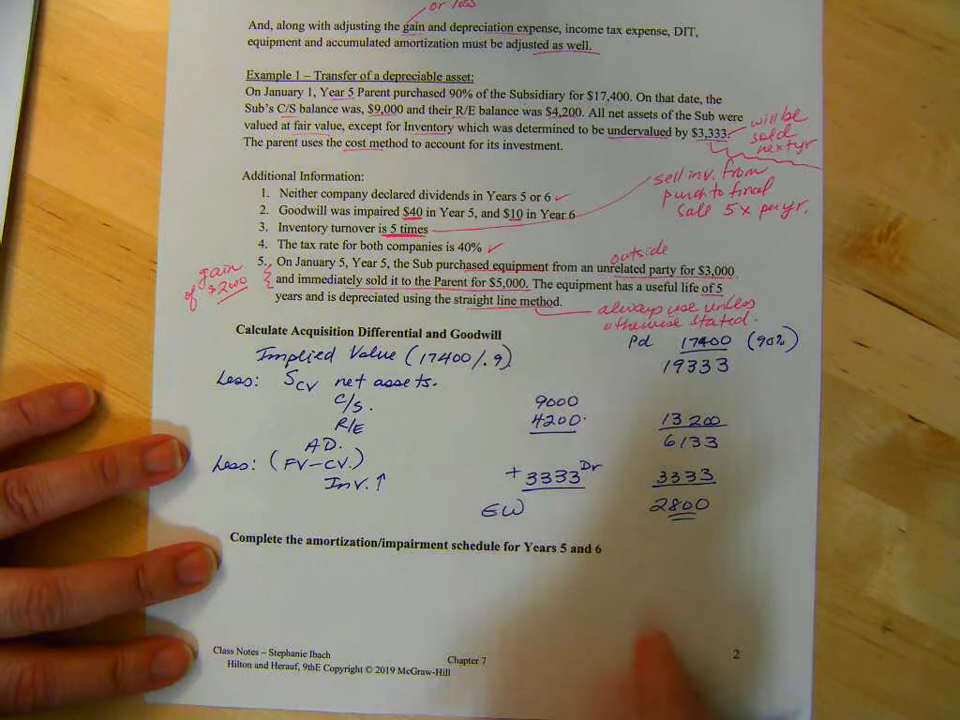 or loss
And, along with adjusting the gain and depreciation expense, income tax expense, DIT,
equipment and accumulated amortization must be adjusted as well.
Example 1 – Transfer of a depreciable asset:
On January 1, Year 5 Parent purchased 90% of the Subsidiary for $17,400. On that date, the
Sub's C/S balance was, $9,000 and their R/E balance was $4,200. All net assets of the Sub were
valued at fair value, except for Inventory which was determined to be undervalued by $3,333.
The parent uses the cost method to account for its investment.
will be
sold
next yr
Additional Information:
1. Neither company declared dividends in Years 5 or 6 ✓
2. Goodwill was impaired $40 in Year 5, and $10 in Year 6
3. Inventory turnover is 5 times
sell inv. from
purch to final
sale 5 x per yr.
4. The tax rate for both companies is 40% ✓
outside
5. On January 5, Year 5, the Sub purchased equipment from an unrelated party for $3,000
and immediately sold it to the Parent for $5,000. The equipment has a useful life of 5
years and is depreciated using the straight line method.
gain
of $2000
always use unless
otherwise stated.
Calculate Acquisition Differential and Goodwill
Pd 17400 (90%)
Implied Value (17400/.9) 19333
Less: SCV net assets.
C/S. 9000
R/E 4200 13200
AD. 6133
Less: (FV-CV.)
Inv.↑ +3333 Dr 3333
GW 2800
Complete the amortization/impairment schedule for Years 5 and 6
Class Notes – Stephanie Ibach Chapter 7 2
Hilton and Herauf, 9thE Copyright © 2019 McGraw-Hill